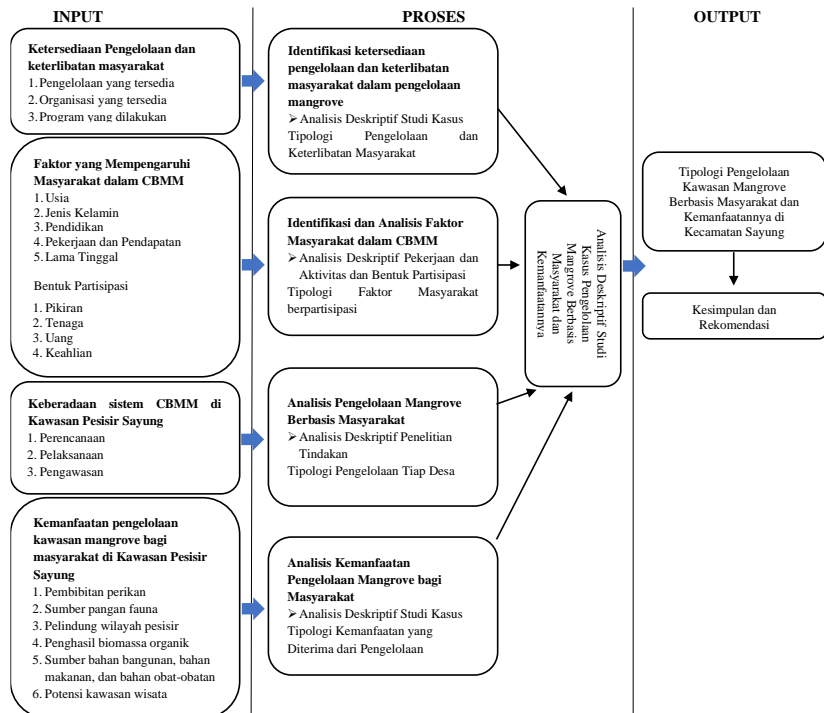 INPUT
Ketersediaan Pengelolaan dan
keterlibatan masyarakat
1. Pengelolaan yang tersedia
2. Organisasi yang tersedia
3. Program yang dilakukan
Faktor yang Mempengaruhi
Masyarakat dalam CBMM
1. Usia
2. Jenis Kelamin
3. Pendidikan
4. Pekerjaan dan Pendapatan
5. Lama Tinggal
Bentuk Partisipasi
1. Pikiran
2. Tenaga
3. Uang
4. Keahlian
Keberadaan sistem CBMM di
Kawasan Pesisir Sayung
1. Perencanaan
2. Pelaksanaan
3. Pengawasan
Kemanfaatan pengelolaan
kawasan mangrove bagi
masyarakat di Kawasan Pesisir
Sayung
1. Pembibitan perikan
2. Sumber pangan fauna
3. Pelindung wilayah pesisir
4. Penghasil biomassa organik
5. Sumber bahan bangunan, bahan
makanan, dan bahan obat-obatan
6. Potensi kawasan wisata
PROSES
Identifikasi ketersediaan
pengelolaan dan keterlibatan
masyarakat dalam pengelolaan
mangrove
➢ Analisis Deskriptif Studi Kasus
Tipologi Pengelolaan dan
Keterlibatan Masyarakat
Identifikasi dan Analisis Faktor
Masyarakat dalam CBMM
➢ Analisis Deskriptif Pekerjaan dan
Aktivitas dan Bentuk Partisipasi
Tipologi Faktor Masyarakat
berpartisipasi
Analisis Pengelolaan Mangrove
Berbasis Masyarakat
➢ Analisis Deskriptif Penelitian
Tindakan
Tipologi Pengelolaan Tiap Desa
Analisis Kemanfaatan
Pengelolaan Mangrove bagi
Masyarakat
➢ Analisis Deskriptif Studi Kasus
Tipologi Kemanfaatan yang
Diterima dari Pengelolaan
Analisis Deskriptif Studi
Kasus Pengelolaan
Mangrove Berbasis
Masyarakat dan
Kemanfaatannya
OUTPUT
Tipologi Pengelolaan
Kawasan Mangrove
Berbasis Masyarakat dan
Kemanfaatannya di
Kecamatan Sayung
Kesimpulan dan
Rekomendasi